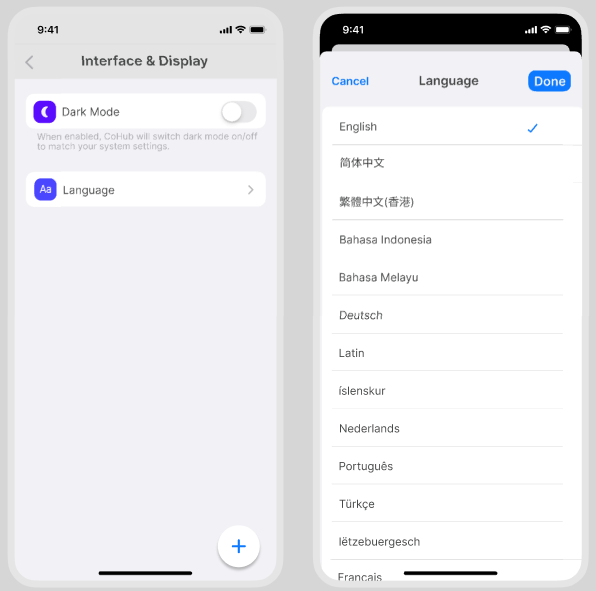 9:41
Interface & Display
Dark Mode
When enabled, CoHub will switch dark mode on/off
to match your system settings.
Aa Language
9:41
Cancel Language Done
English
简体中文
繁體中文(香港)
Bahasa Indonesia
Bahasa Melayu
Deutsch
Latin
íslenskur
Nederlands
Português
Türkçe
lëtzebuergesch
Français